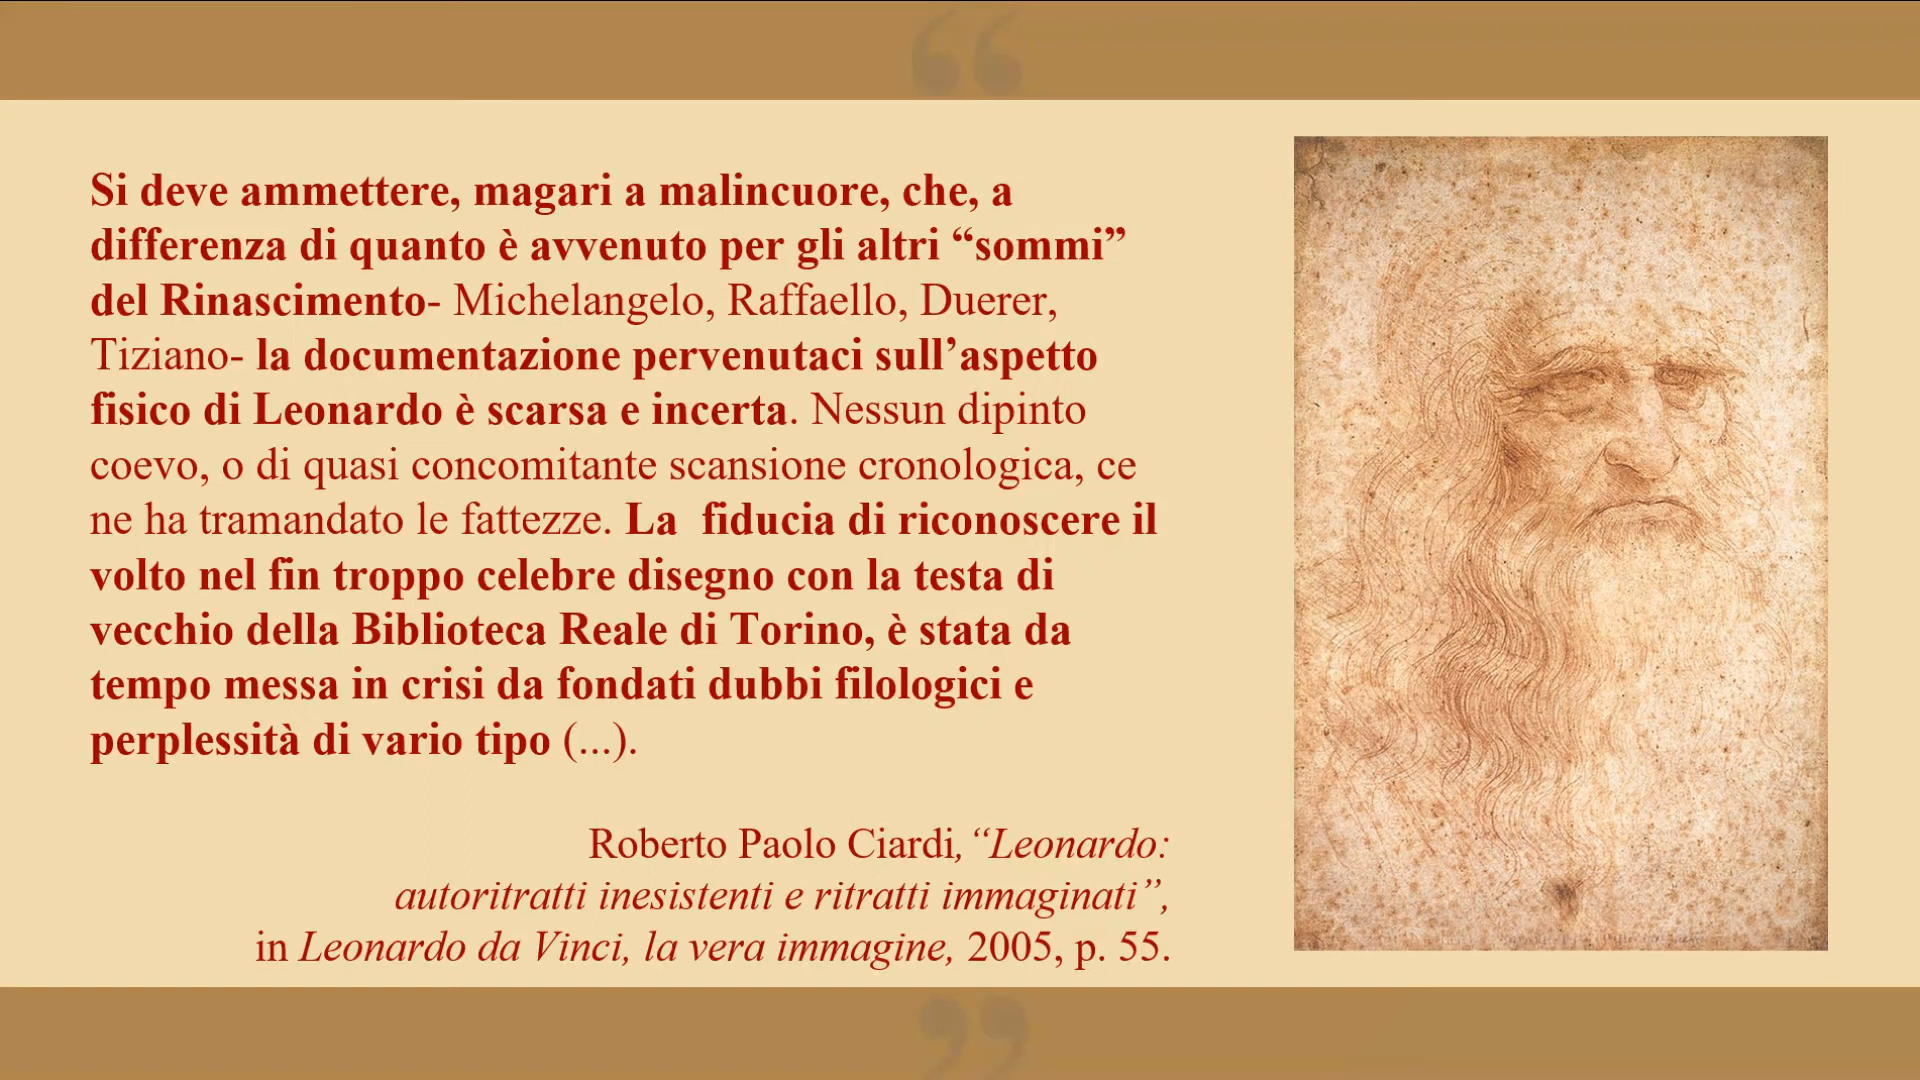 Si deve ammettere, magari a malincuore, che, a
differenza di quanto è avvenuto per gli altri “sommi”
del Rinascimento- Michelangelo, Raffaello, Duerer,
Tiziano- la documentazione pervenutaci sull’aspetto
fisico di Leonardo è scarsa e incerta. Nessun dipinto
coevo, o di quasi concomitante scansione cronologica, ce
ne ha tramandato le fattezze. La  fiducia di riconoscere il
volto nel fin troppo celebre disegno con la testa di
vecchio della Biblioteca Reale di Torino, è stata da
tempo messa in crisi da fondati dubbi filologici e
perplessità di vario tipo (...).
Roberto Paolo Ciardi, “Leonardo:
autoritratti inesistenti e ritratti immaginati”,
in Leonardo da Vinci, la vera immagine, 2005, p. 55.